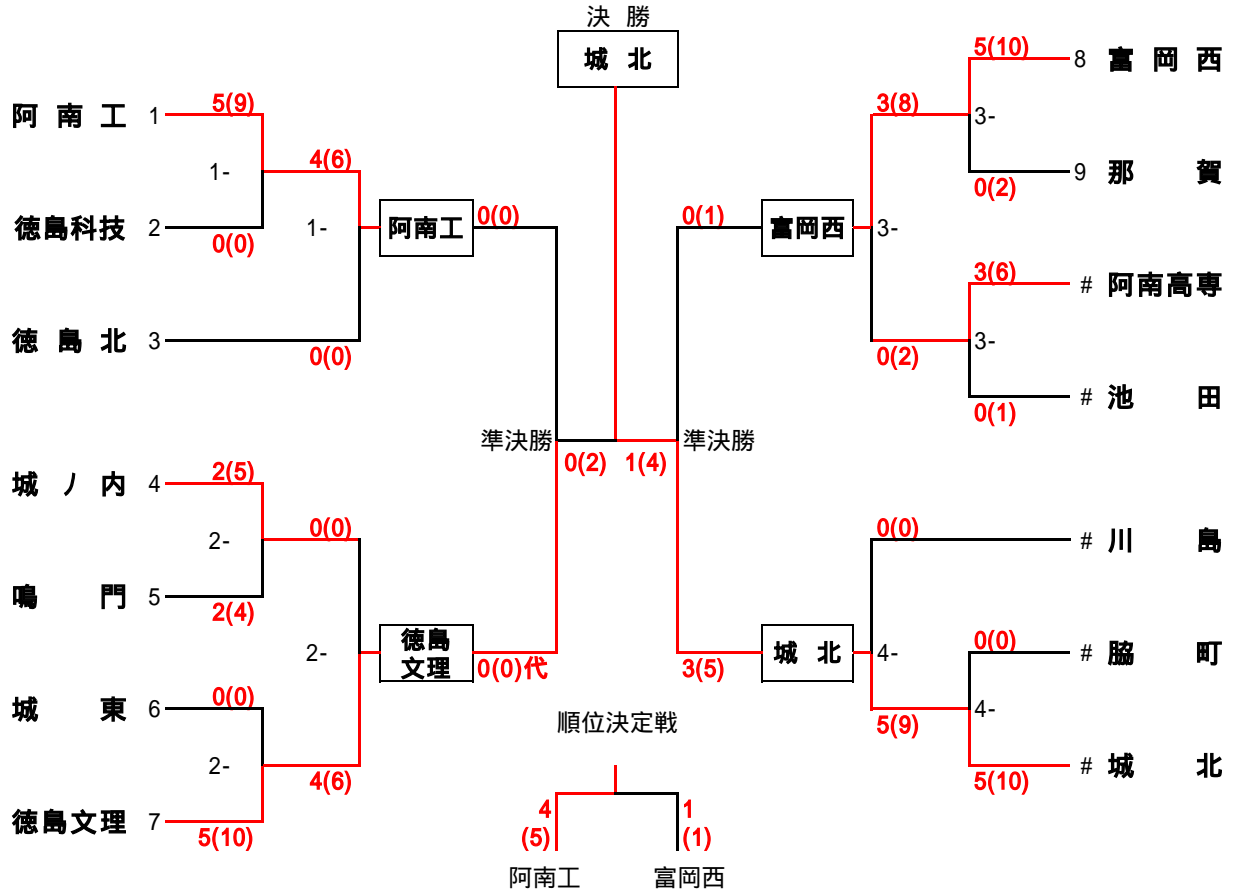 決 勝
城 北
阿 南 工 1
5(9)
1-
徳島科技 2
0(0)
4(6)
1-
徳 島 北 3
0(0)
阿南工
0(0)
準決勝
城 ノ 内 4
2(5)
2-
鳴 門 5
2(4)
0(0)
2-
城 東 6
0(0)
2-
徳島文理 7
5(10)
4(6)
徳島
文理
0(0)代
0(2)
1(4)
準決勝
5(10)
8 富 岡 西
3-
9 那 賀
0(2)
3(8)
3-
富岡西
0(1)
3(6)
# 阿南高専
3-
# 池 田
0(1)
0(2)
0(0)
# 川 島
4-
城 北
3(5)
0(0)
# 脇 町
4-
5(9)
# 城 北
5(10)
順位決定戦
4
(5)
1
(1)
阿南工
富岡西